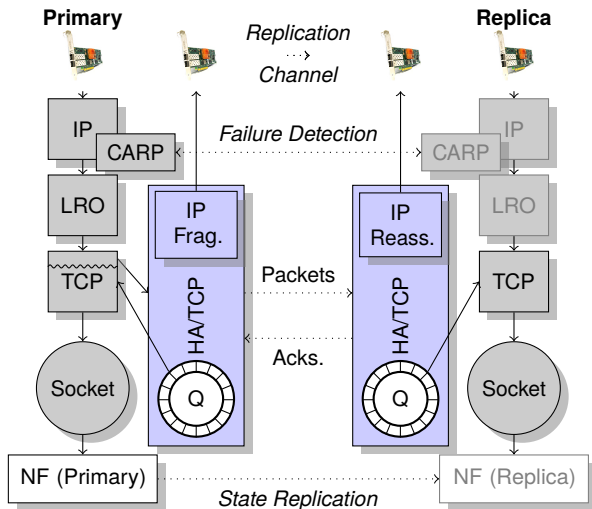 Primary
Replication
Channel
Replica
IP
CARP
Failure Detection
CARP
IP
LRO
IP
Frag.
IP
Reass.
LRO
TCP
HA/TCP
Packets
HA/TCP
TCP
Acks.
Socket
Q
Q
Socket
NF (Primary)
State Replication
NF (Replica)